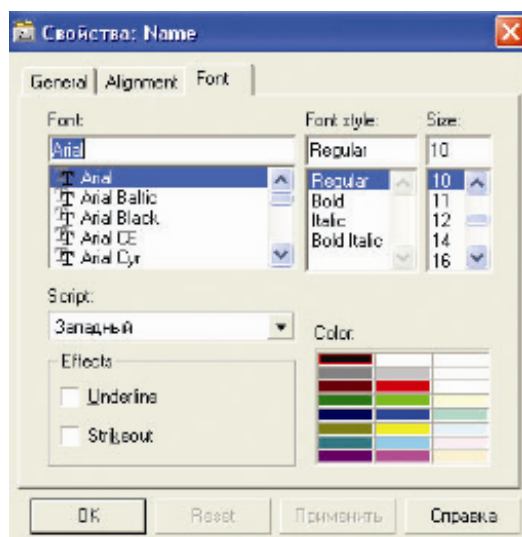 Свойства: Name
General Alignment Font
Font: Font style: Size:
Arial Regular 10
Arial Regular 10
Arial Baltic Bold 11
Arial Black Italic 12
Arial CE Bold Italic 14
Arial Cyr 16
Script:
Западный Color:
Effects
Underline
Strikeout
OK Reset Применить Справка